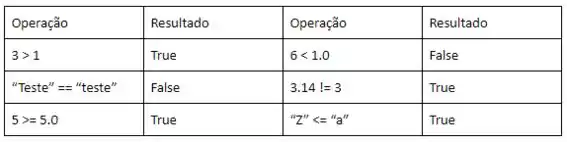 Operação Resultado Operação Resultado
3 > 1 True 6 < 1.0 False
“Teste” == “teste” False 3.14 != 3 True
5 >= 5.0 True “Z” <= “a” True